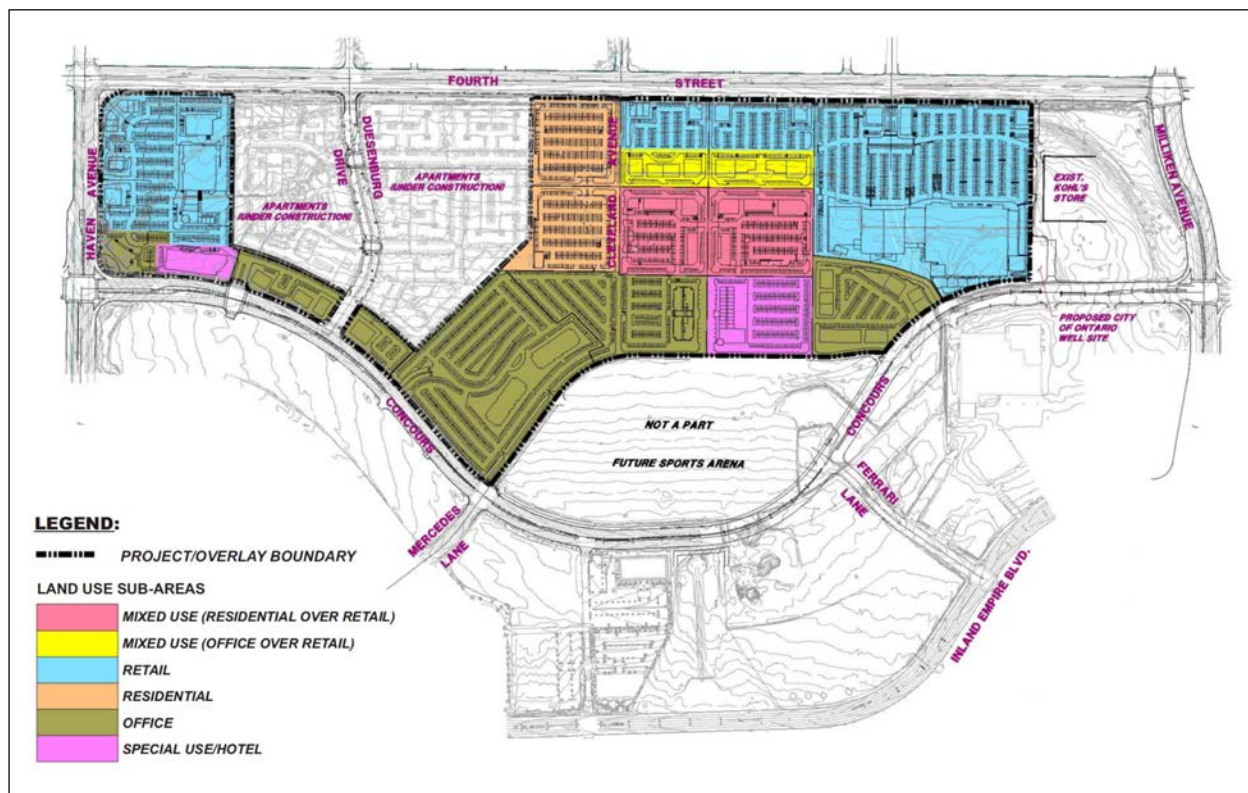 FOURTH STREET
HAVEN AVENUE
DUESENBURG DRIVE
APARTMENTS
(UNDER CONSTRUCTION)
APARTMENTS
(UNDER CONSTRUCTION)
CLEVELAND AVENUE
EXIST.
KOHL'S
STORE
MILLIKEN AVENUE
PROPOSED CITY
OF ONTARIO
WELL SITE
CONCOURS
NOT A PART
FUTURE SPORTS ARENA
CONCOURS
FERRARI
LANE
MERCEDES
LANE
INLAND EMPIRE BLVD.
LEGEND:
PROJECT/OVERLAY BOUNDARY
LAND USE SUB-AREAS
MIXED USE (RESIDENTIAL OVER RETAIL)
MIXED USE (OFFICE OVER RETAIL)
RETAIL
RESIDENTIAL
OFFICE
SPECIAL USE/HOTEL